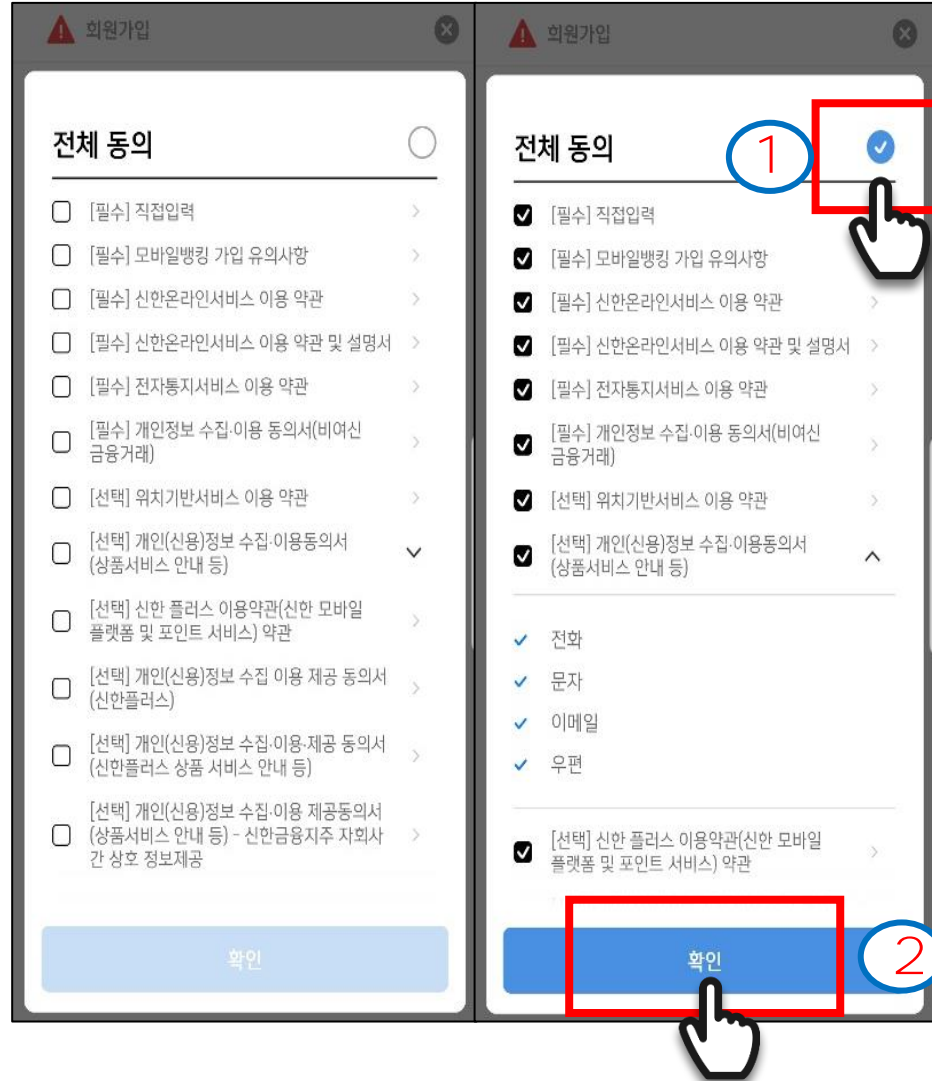 회원가입
전체 동의
[필수] 직접입력
[필수] 모바일뱅킹 가입 유의사항
[필수] 신한온라인서비스 이용 약관
[필수] 신한온라인서비스 이용 약관 및 설명서
[필수] 전자통지서비스 이용 약관
[필수] 개인정보 수집·이용 동의서(비여신
금융거래)
[선택] 위치기반서비스 이용 약관
[선택] 개인(신용)정보 수집·이용동의서
(상품서비스 안내 등)
[선택] 신한 플러스 이용약관(신한 모바일
플랫폼 및 포인트 서비스) 약관
[선택] 개인(신용)정보 수집 이용 제공 동의서
(신한플러스)
[선택] 개인(신용)정보 수집·이용·제공 동의서
(신한플러스 상품 서비스 안내 등)
[선택] 개인(신용)정보 수집·이용 제공동의서
(상품서비스 안내 등) - 신한금융지주 자회사
간 상호 정보제공
확인
회원가입
전체 동의
1
[필수] 직접입력
[필수] 모바일뱅킹 가입 유의사항
[필수] 신한온라인서비스 이용 약관
[필수] 신한온라인서비스 이용 약관 및 설명서
[필수] 전자통지서비스 이용 약관
[필수] 개인정보 수집·이용 동의서(비여신
금융거래)
[선택] 위치기반서비스 이용 약관
[선택] 개인(신용)정보 수집·이용동의서
(상품서비스 안내 등)
전화
문자
이메일
우편
[선택] 신한 플러스 이용약관(신한 모바일
플랫폼 및 포인트 서비스) 약관
확인
2